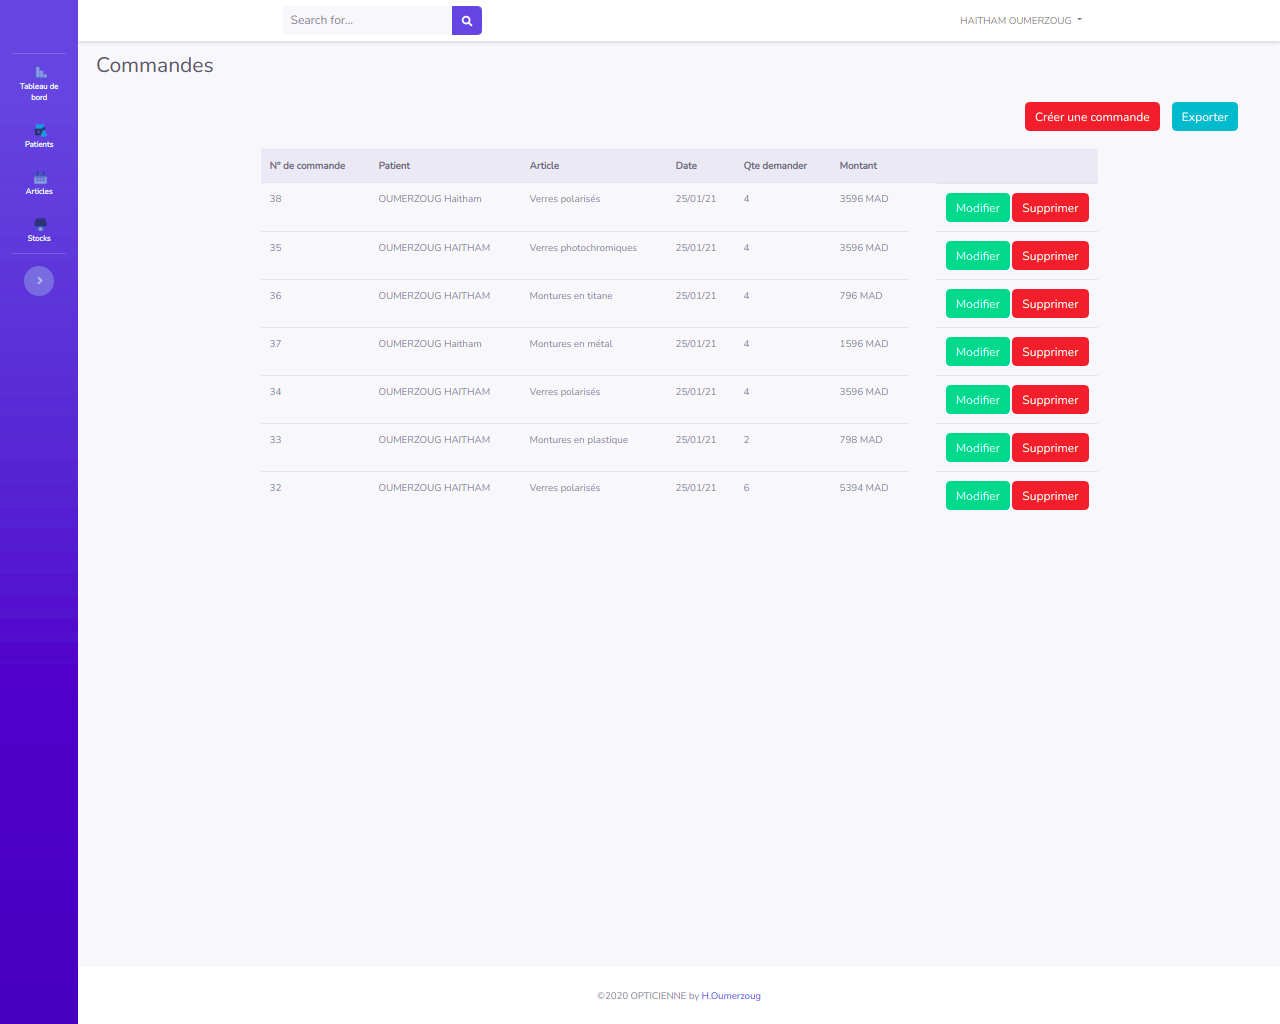 Search for...
HAITHAM OUMERZOUG
Tableau de
bord
Patients
Articles
Stocks
Commandes
Créer une commande Exporter
N° de commande Patient Article Date Qte demander Montant
38 OUMERZOUG Haitham Verres polarisés 25/01/21 4 3596 MAD Modifier Supprimer
35 OUMERZOUG HAITHAM Verres photochromiques 25/01/21 4 3596 MAD Modifier Supprimer
36 OUMERZOUG HAITHAM Montures en titane 25/01/21 4 796 MAD Modifier Supprimer
37 OUMERZOUG Haitham Montures en métal 25/01/21 4 1596 MAD Modifier Supprimer
34 OUMERZOUG HAITHAM Verres polarisés 25/01/21 4 3596 MAD Modifier Supprimer
33 OUMERZOUG HAITHAM Montures en plastique 25/01/21 2 798 MAD Modifier Supprimer
32 OUMERZOUG HAITHAM Verres polarisés 25/01/21 6 5394 MAD Modifier Supprimer
©2020 OPTICIENNE by H.Oumerzoug